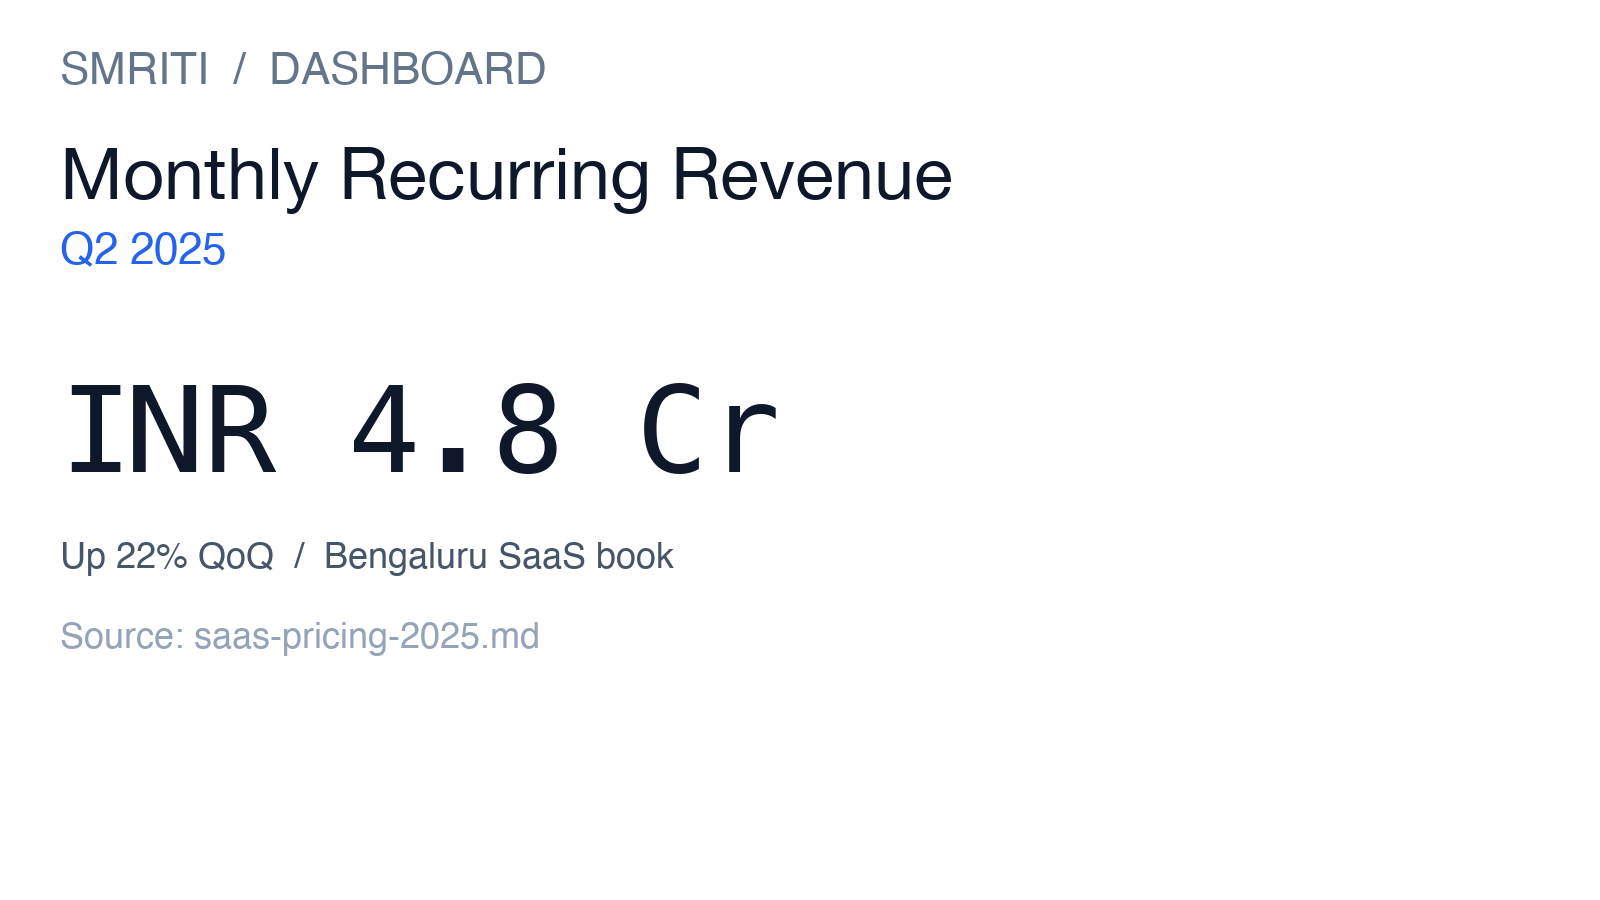 SMRITI / DASHBOARD
Monthly Recurring Revenue
Q2 2025
INR 4.8 Cr
Up 22% QoQ / Bengaluru SaaS book
Source: saas-pricing-2025.md